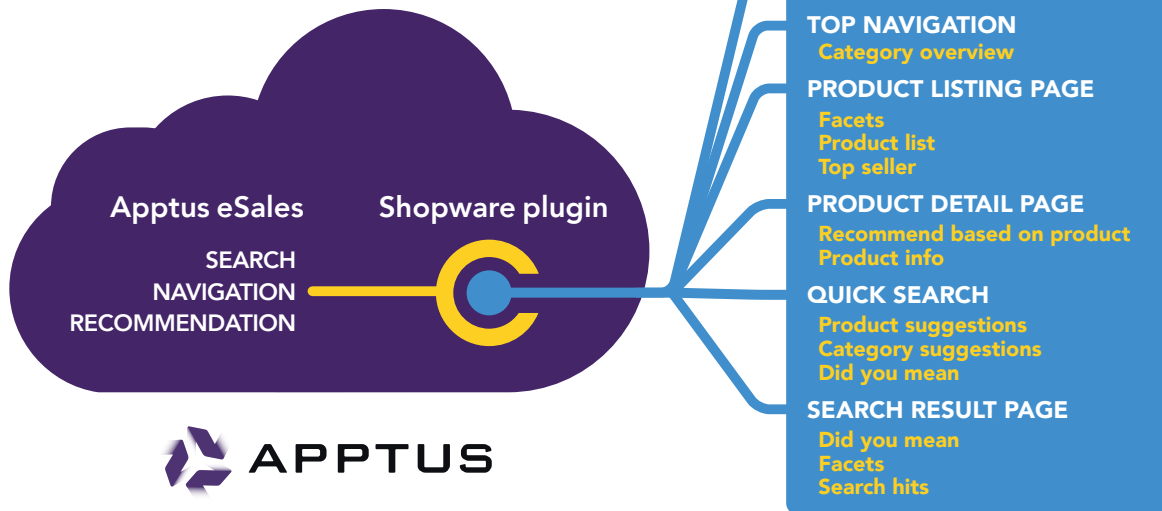 Apptus eSales
SEARCH
NAVIGATION
RECOMMENDATION
Shopware plugin
APPTUS
TOP NAVIGATION
Category overview
PRODUCT LISTING PAGE
Facets
Product list
Top seller
PRODUCT DETAIL PAGE
Recommend based on product
Product info
QUICK SEARCH
Product suggestions
Category suggestions
Did you mean
SEARCH RESULT PAGE
Did you mean
Facets
Search hits